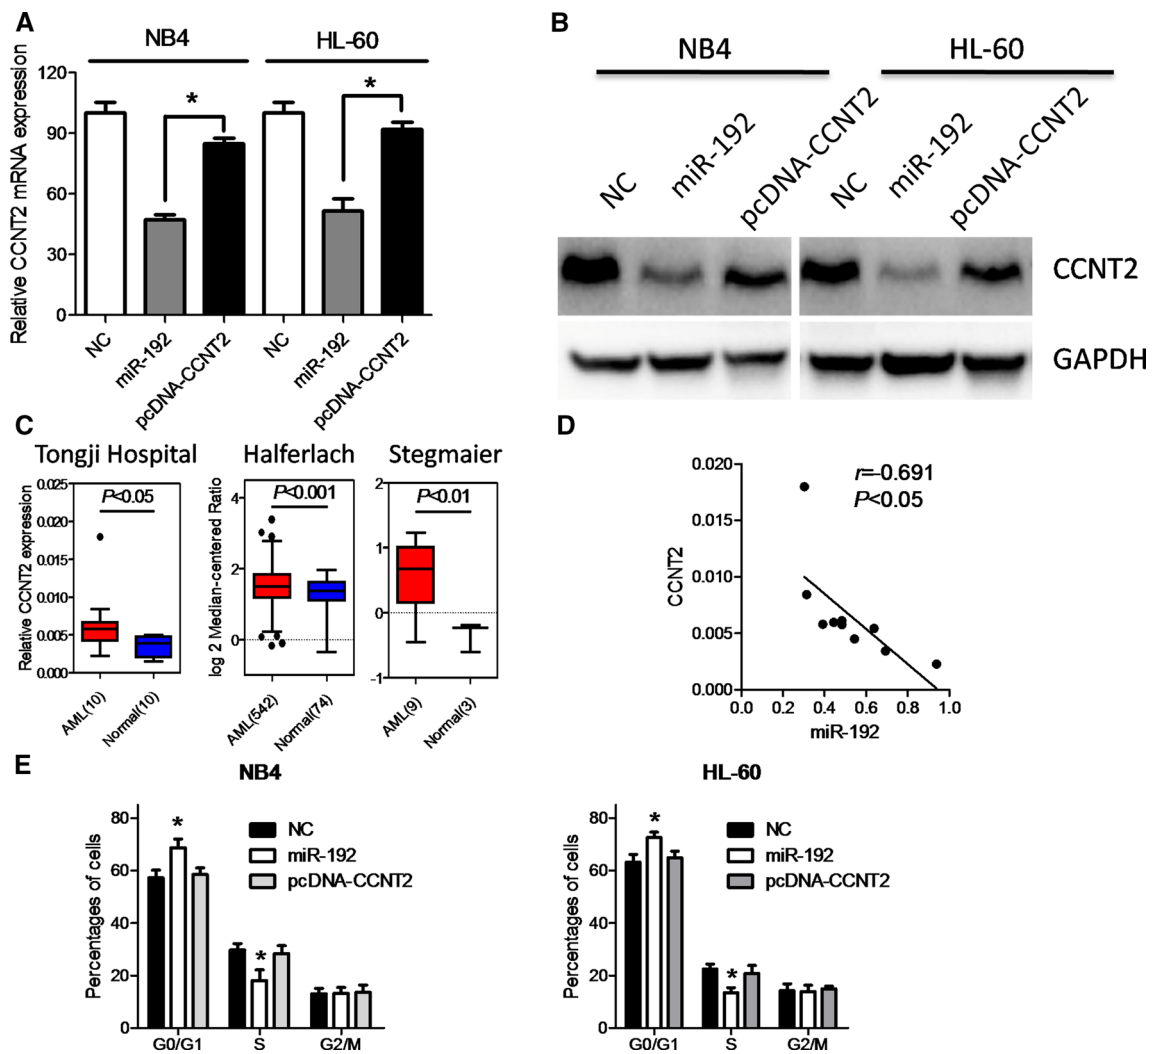 A
NB4
HL-60
Relative CCNT2 mRNA expression
120
90
60
30
0
*
*
NC
miR-192
pcDNA-CCNT2
NC
miR-192
pcDNA-CCNT2
B
NB4
HL-60
NC
miR-192
pcDNA-CCNT2
NC
miR-192
pcDNA-CCNT2
CCNT2
GAPDH
C
Tongji Hospital
Relative CCNT2 expression
0.025
0.020
0.015
0.010
0.005
0.000
P<0.05
AML(10)
Normal(10)
Halferlach
log 2 Median-centered Ratio
4
2
0
P<0.001
AML(542)
Normal(74)
Stegmaier
2
1
0
-1
P<0.01
AML(9)
Normal(3)
D
CCNT2
0.020
0.015
0.010
0.005
0.000
r=-0.691
P<0.05
0.0 0.2 0.4 0.6 0.8 1.0
miR-192
E
NB4
Percentages of cells
80
60
40
20
0
*
*
NC
miR-192
pcDNA-CCNT2
G0/G1 S G2/M
HL-60
Percentages of cells
80
60
40
20
0
*
*
NC
miR-192
pcDNA-CCNT2
G0/G1 S G2/M